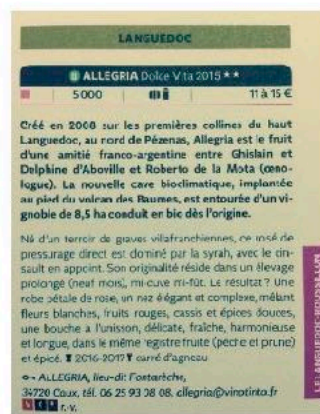 LANGUEDOC
ALLEGRIA Dolce Vita 2015 ★★
5000 11 à 15 €
Créé en 2008 sur les premières collines du haut
Languedoc, au nord de Pézenas, Allegria est le fruit
d'une amitié franco-argentine entre Ghislain et
Delphine d'Aboville et Roberto de la Mota (œno-
logue). La nouvelle cave bioclimatique, implantée
au pied du volcan des Baumes, est entourée d'un vi-
gnoble de 8,5 ha conduit en bio dès l'origine.
Né d'un terroir de graves villafranchiennes, ce rosé de
pressurage direct est dominé par la syrah, avec le cin-
sault en appoint. Son originalité réside dans un élevage
prolongé (neuf mois), mi-cuve mi-fût. Le résultat ? Une
robe pétale de rose, un nez élégant et complexe, mêlant
fleurs blanches, fruits rouges, cassis et épices douces,
une bouche à l'unisson, délicate, fraîche, harmonieuse
et longue, dans le même registre fruité (pêche et prune)
et épicé. 2016-2017 carré d'agneau
ALLEGRIA, lieu-dit Fontarèche,
34720 Caux, tél. 06 25 93 08 08, allegria@vinotinto.fr
r.-v.
LE LANGUEDOC-ROUSSILLON